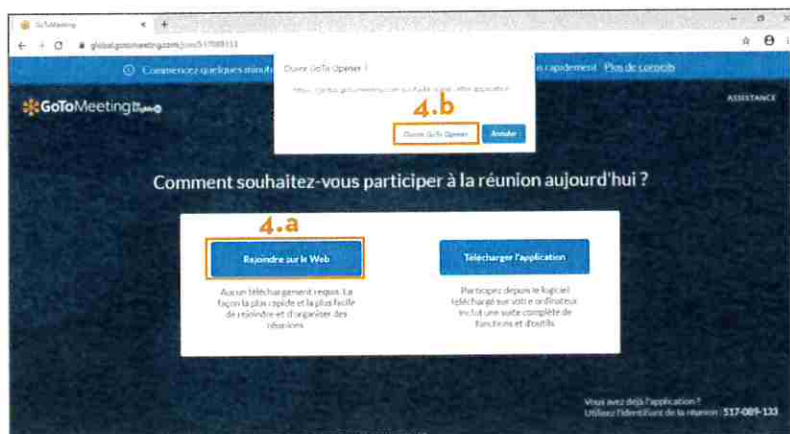 GoToMeeting
global.gotomeeting.com/join/517089133
Commencez quelques
rapidement. Plus de conseils
Ouvrir GoTo Opener ?
4.b
Ouvrir GoTo Opener
Annuler
GoToMeeting
ASSISTANCE
Comment souhaitez-vous participer à la réunion aujourd'hui ?
4.a
Rejoindre sur le Web
Télécharger l'application
Aucun téléchargement requis. La
façon la plus rapide et la plus facile
de rejoindre et d'organiser des
réunions
Participez depuis le logiciel
téléchargé sur votre ordinateur
inclut une suite complète de
fonctions et d'outils
Vous avez déjà l'application ?
Utilisez l'identifiant de la réunion : 517-089-133